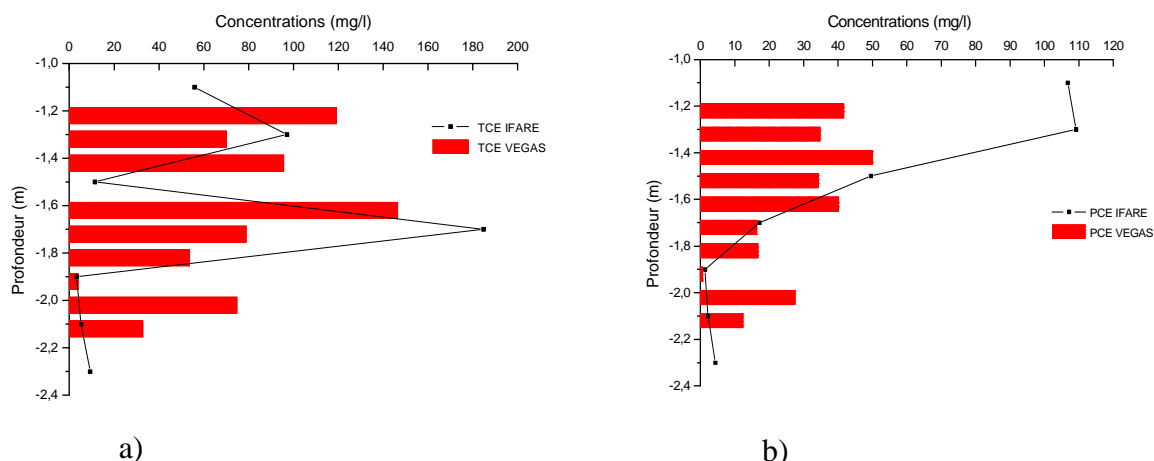 Concentrations (mg/l)
0 20 40 60 80 100 120 140 160 180 200
-1,0
-1,2
-1,4
-1,6
-1,8
-2,0
-2,2
-2,4
Profondeur (m)
TCE IFARE
TCE VEGAS
a)
Concentrations (mg/l)
0 10 20 30 40 50 60 70 80 90 100 110 120
-1,0
-1,2
-1,4
-1,6
-1,8
-2,0
-2,2
-2,4
Profondeur (m)
PCE IFARE
PCE VEGAS
b)